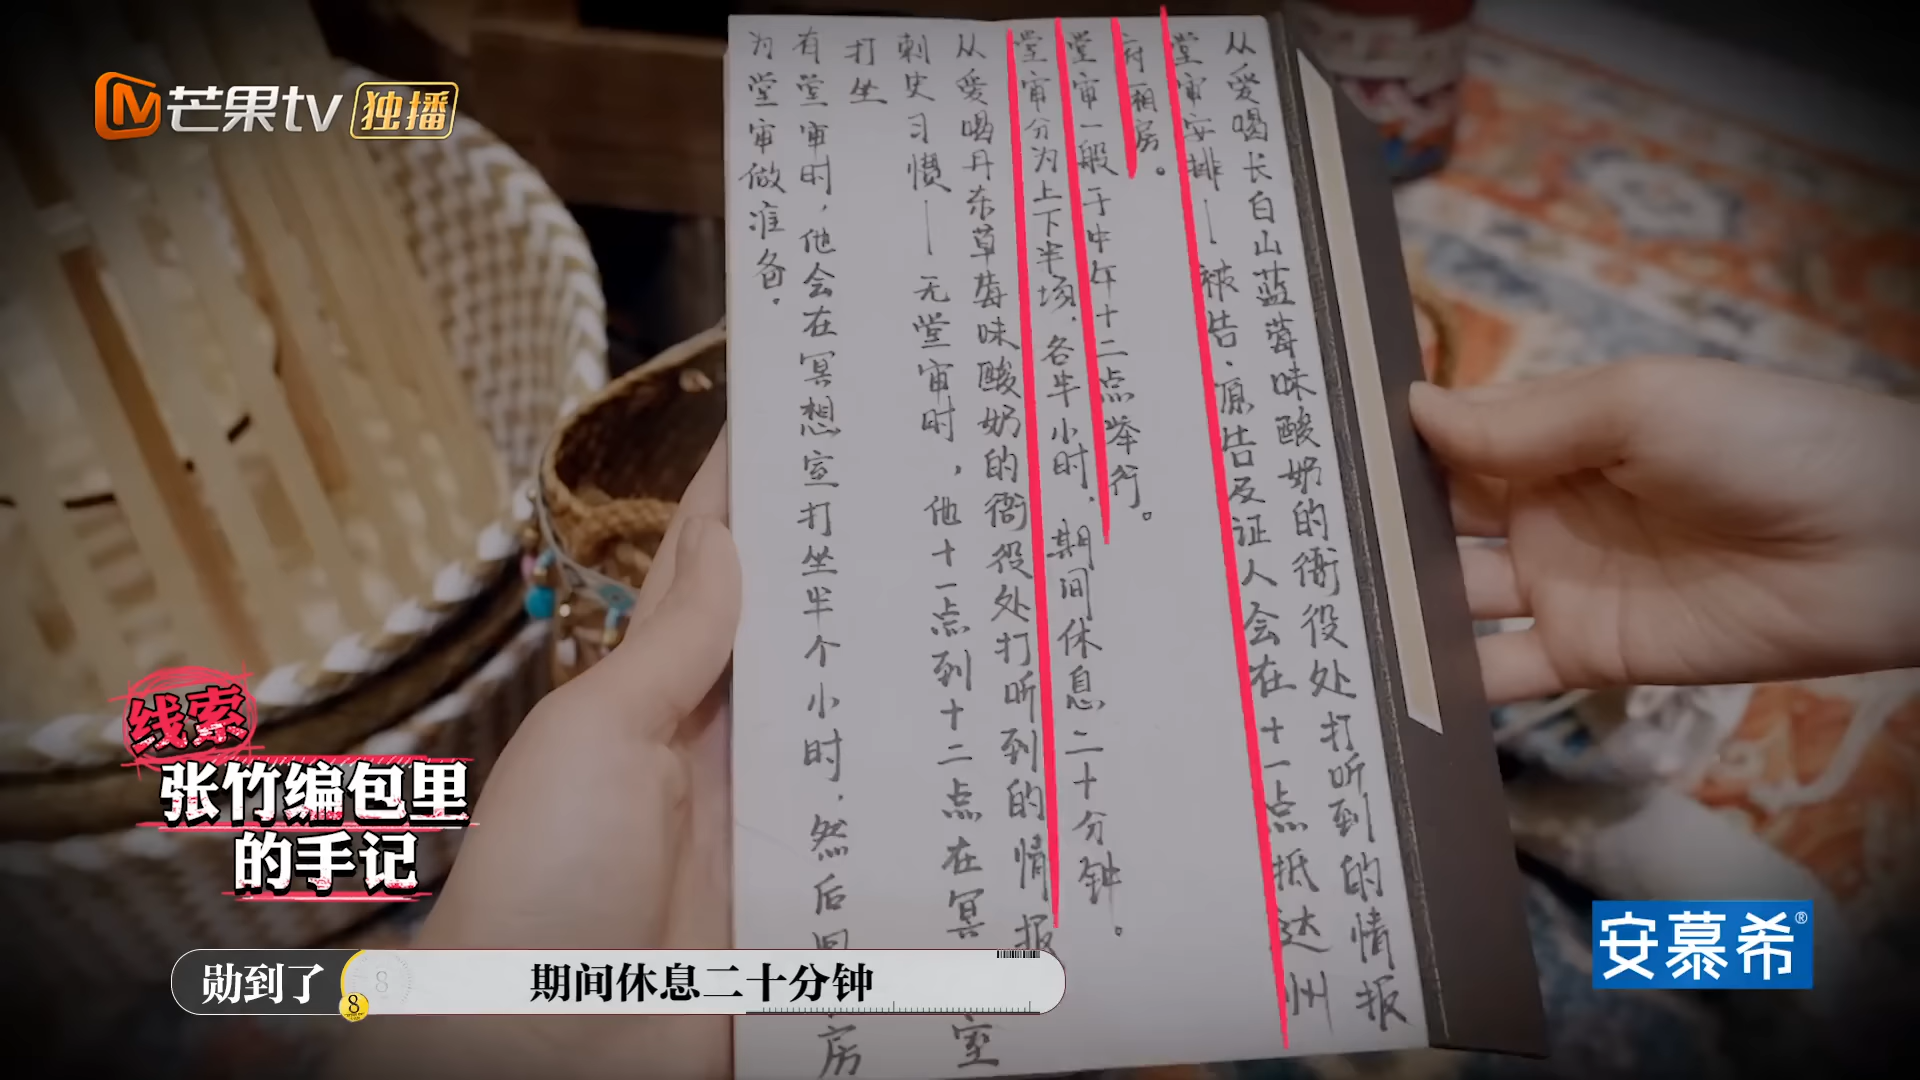 芒果tv 独播
从爱喝长白山蓝莓味酸奶的衙役处打听到的情报
堂审安排——被告、原告及证人会在十一点抵达州
府厢房。
堂审一般于中午十二点举行。
堂审分为上下半场,各半小时,期间休息二十分钟。
从爱喝丹东草莓味酸奶的衙役处打听到的情报
刺史习惯——无堂审时,他十一点到十二点在冥 室
打坐
有堂审时,他会在冥想室打坐半个小时,然后回 房
为堂审做准备。
线索
张竹编包里
的手记
安慕希®
勋到了
期间休息二十分钟